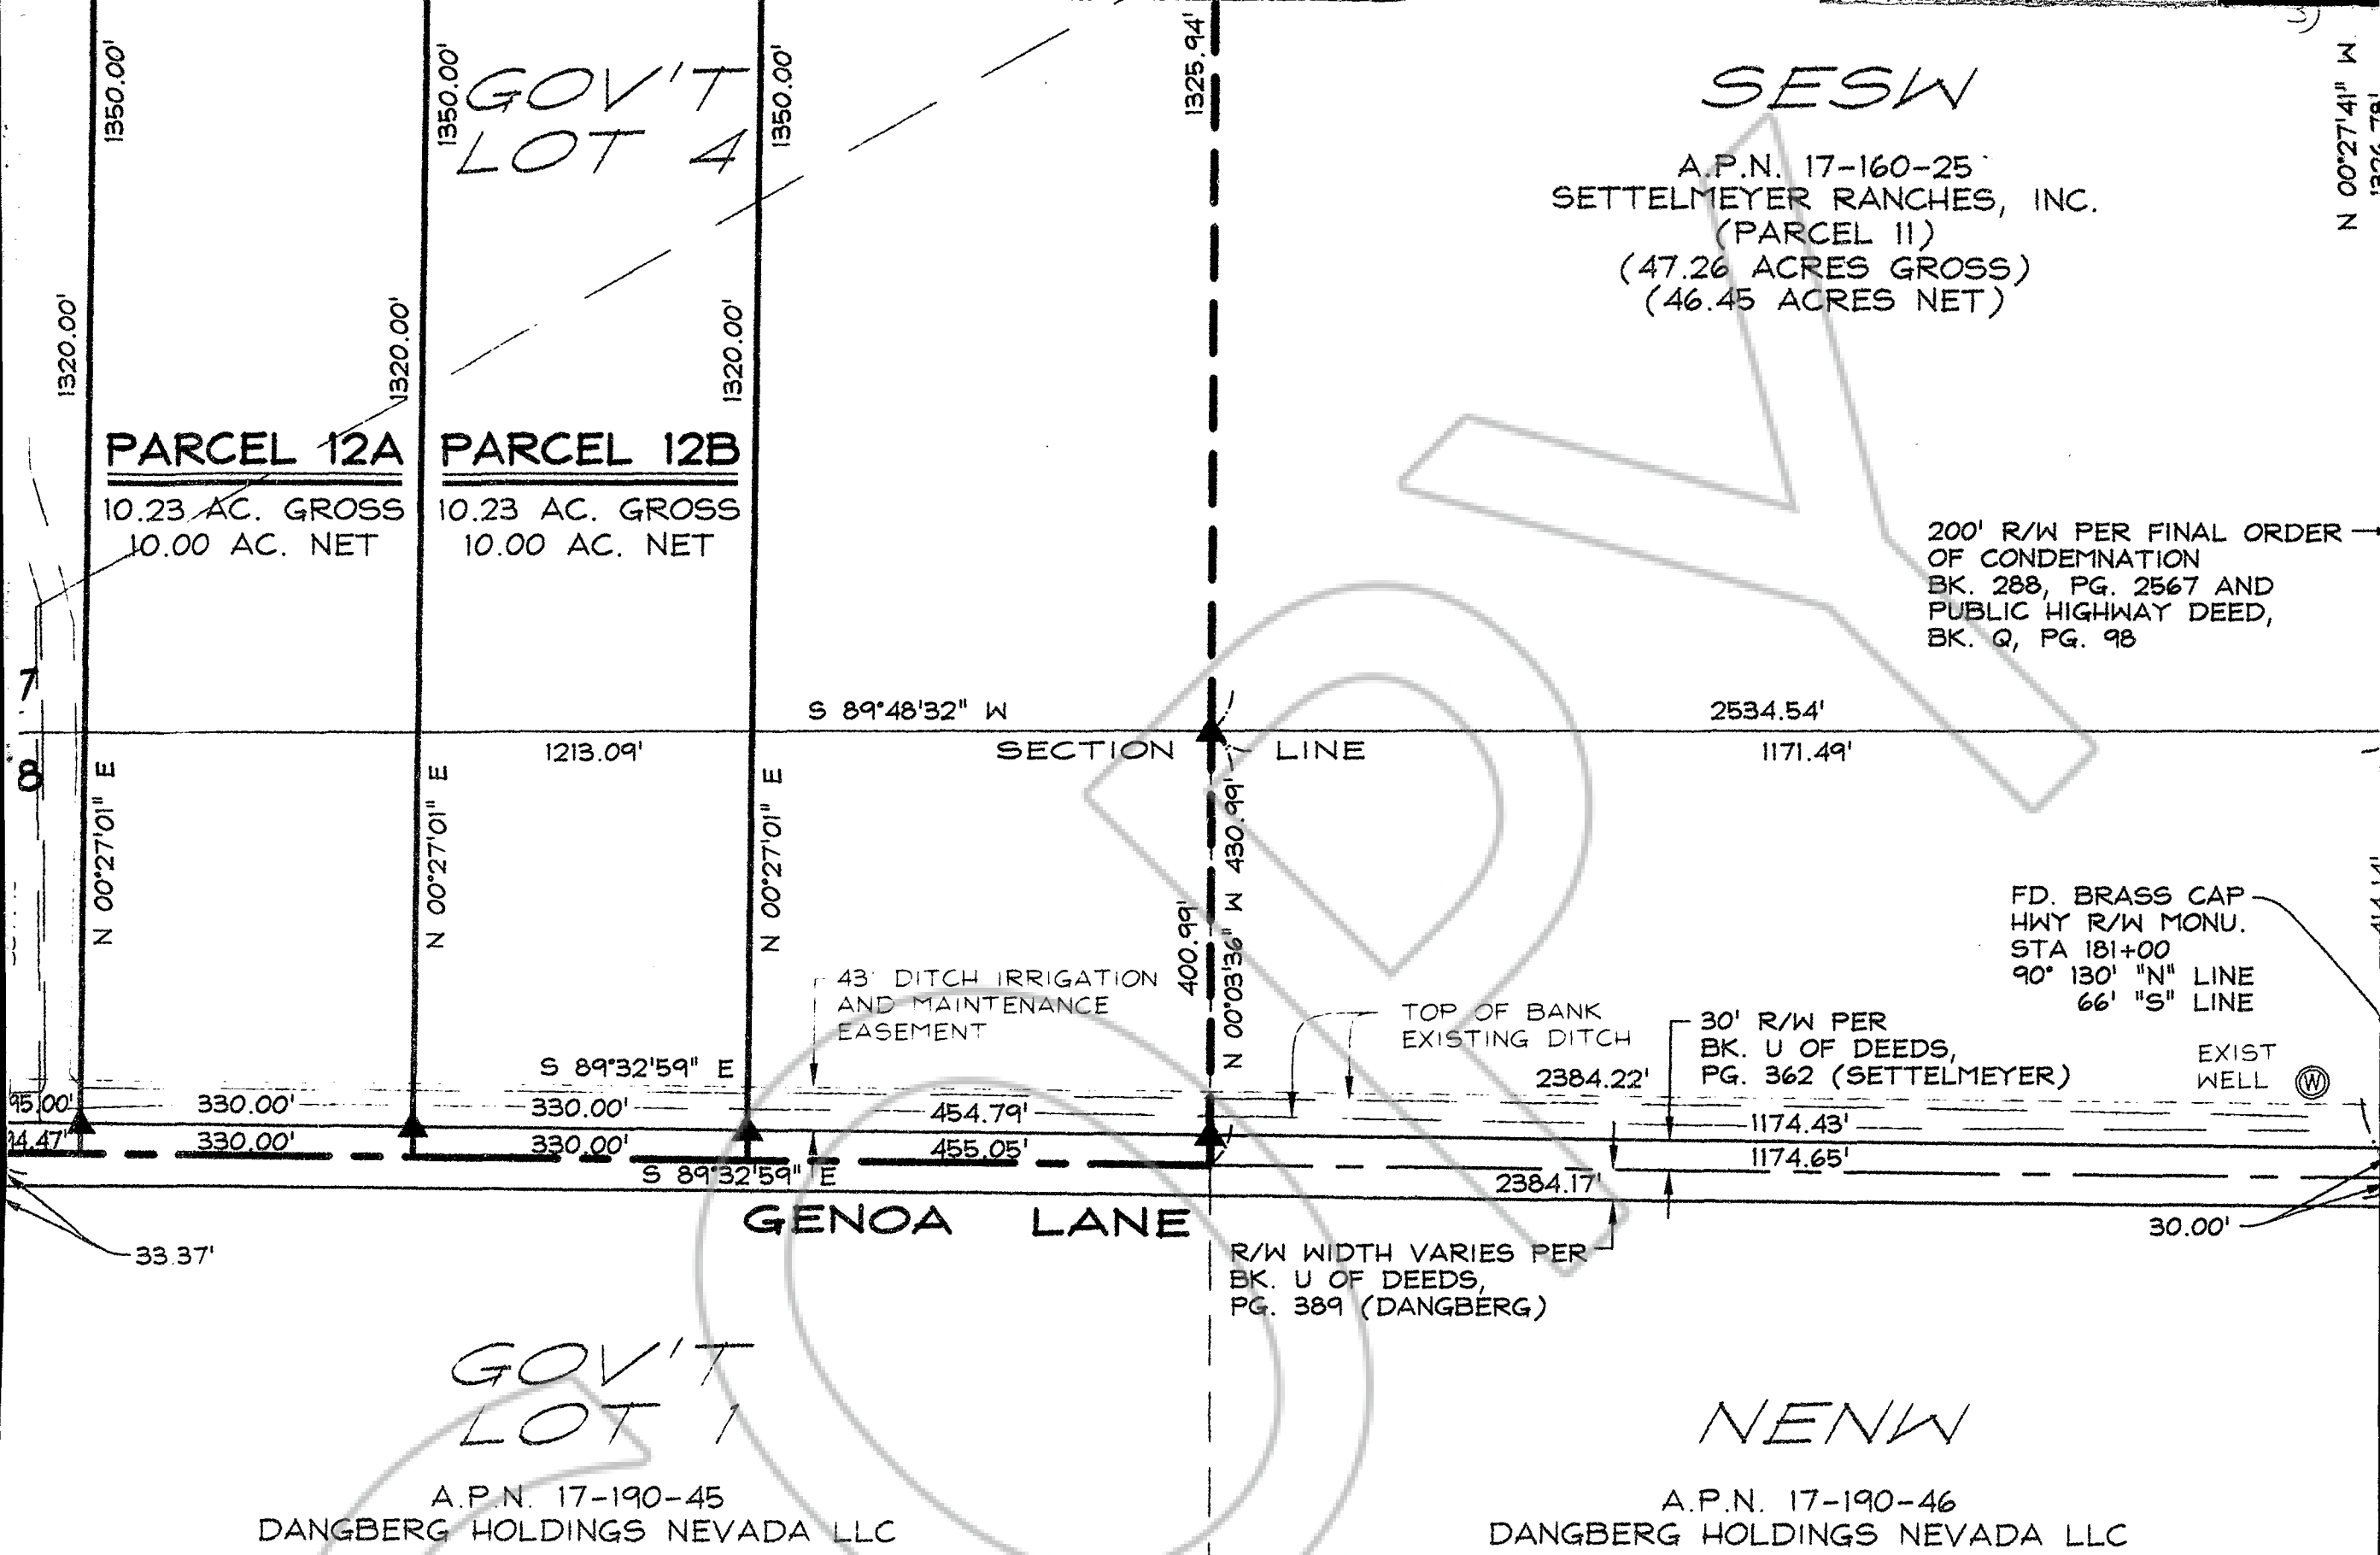 1350.00'
1350.00'
1350.00'
1325.94'
GOV'T
LOT 4
SESW
A.P.N. 17-160-25
SETTELMEYER RANCHES, INC.
(PARCEL II)
(47.26 ACRES GROSS)
(46.45 ACRES NET)
N 00°27'41" W
1320.00'
1320.00'
1320.00'
PARCEL 12A
10.23 AC. GROSS
10.00 AC. NET
PARCEL 12B
10.23 AC. GROSS
10.00 AC. NET
200' R/W PER FINAL ORDER
OF CONDEMNATION
BK. 288, PG. 2567 AND
PUBLIC HIGHWAY DEED,
BK. Q, PG. 98
7
8
S 89°48'32" W
2534.54'
1213.09'
SECTION LINE
1171.49'
N 00°27'01" E
N 00°27'01" E
N 00°27'01" E
400.99'
N 00°03'36" W 430.99'
FD. BRASS CAP
HWY R/W MONU.
STA 181+00
90° 130' "N" LINE
66' "S" LINE
43' DITCH IRRIGATION
AND MAINTENANCE
EASEMENT
TOP OF BANK
EXISTING DITCH
30' R/W PER
BK. U OF DEEDS,
PG. 362 (SETTELMEYER)
EXIST
WELL
W
S 89°32'59" E
2384.22'
95.00'
330.00'
330.00'
454.79'
1174.43'
94.47'
330.00'
330.00'
455.05'
1174.65'
S 89°32'59" E
2384.17'
GENOA LANE
33.37'
30.00'
R/W WIDTH VARIES PER
BK. U OF DEEDS,
PG. 389 (DANGBERG)
GOV'T
LOT 1
A.P.N. 17-190-45
DANGBERG HOLDINGS NEVADA LLC
NENW
A.P.N. 17-190-46
DANGBERG HOLDINGS NEVADA LLC